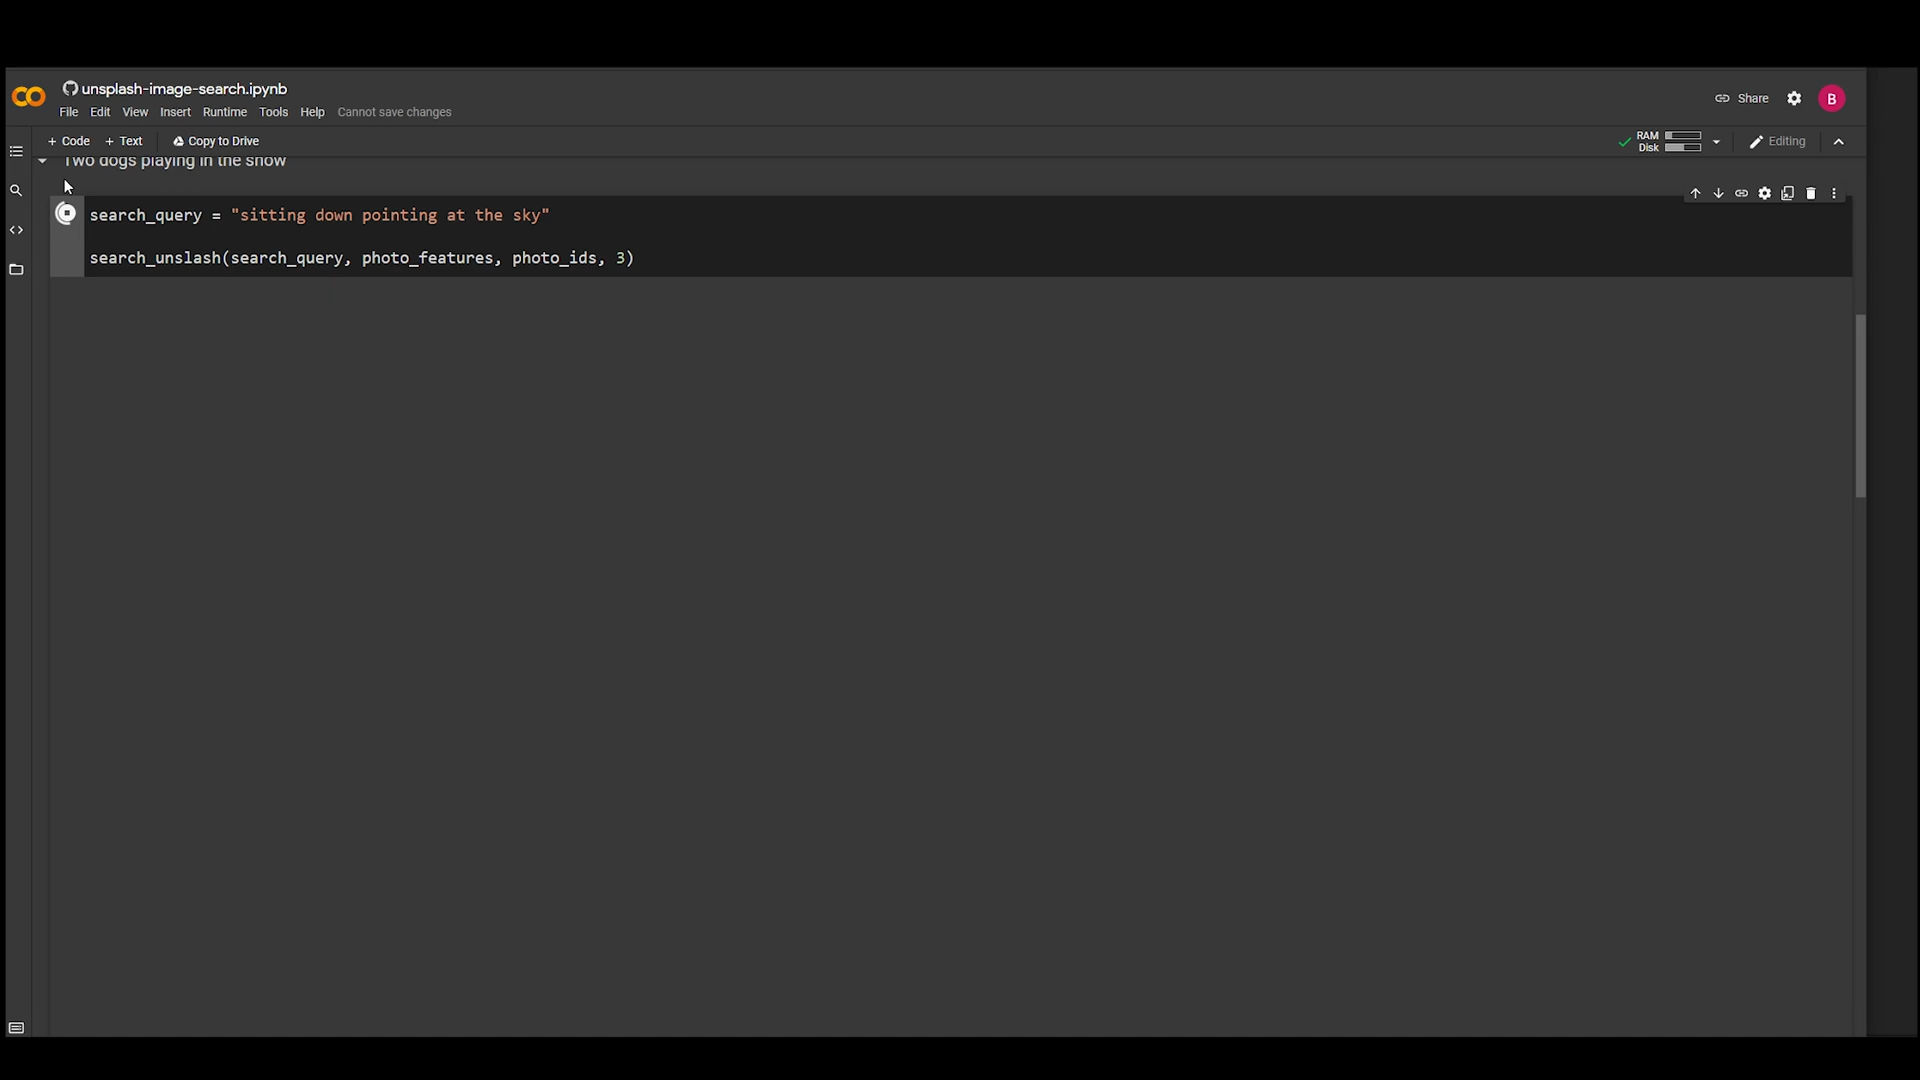 unsplash-image-search.ipynb
Share
B
File Edit View Insert Runtime Tools Help Cannot save changes
+ Code + Text Copy to Drive
RAM
Disk
Editing
Two dogs playing in the snow
search_query = "sitting down pointing at the sky"
search_unslash(search_query, photo_features, photo_ids, 3)